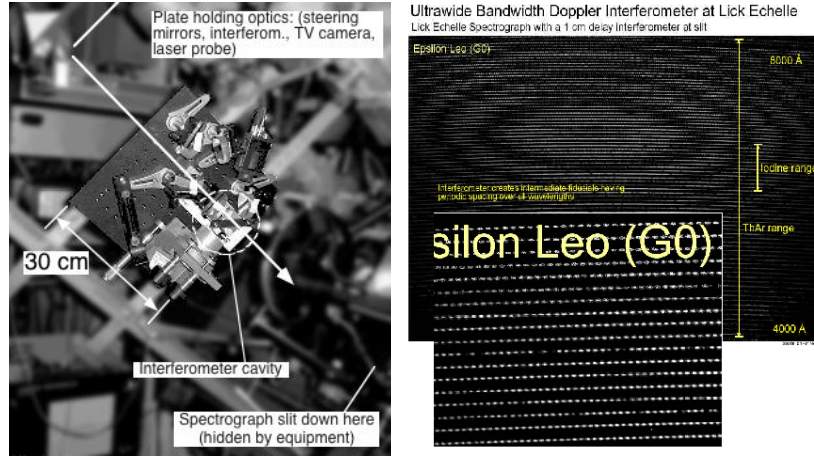 Plate holding optics: (steering
mirrors, interferom., TV camera,
laser probe)
30 cm
Interferometer cavity
Spectrograph slit down here
(hidden by equipment)
Ultrawide Bandwidth Doppler Interferometer at Lick Echelle
Lick Echelle Spectrograph with a 1 cm delay interferometer at slit
Epsilon Leo (G0)
6000 Å
Iodine range
Interferometer creates intermediate fiducials having
periodic spacing over all wavelengths
ThAr range
silon Leo (G0)
4000 Å